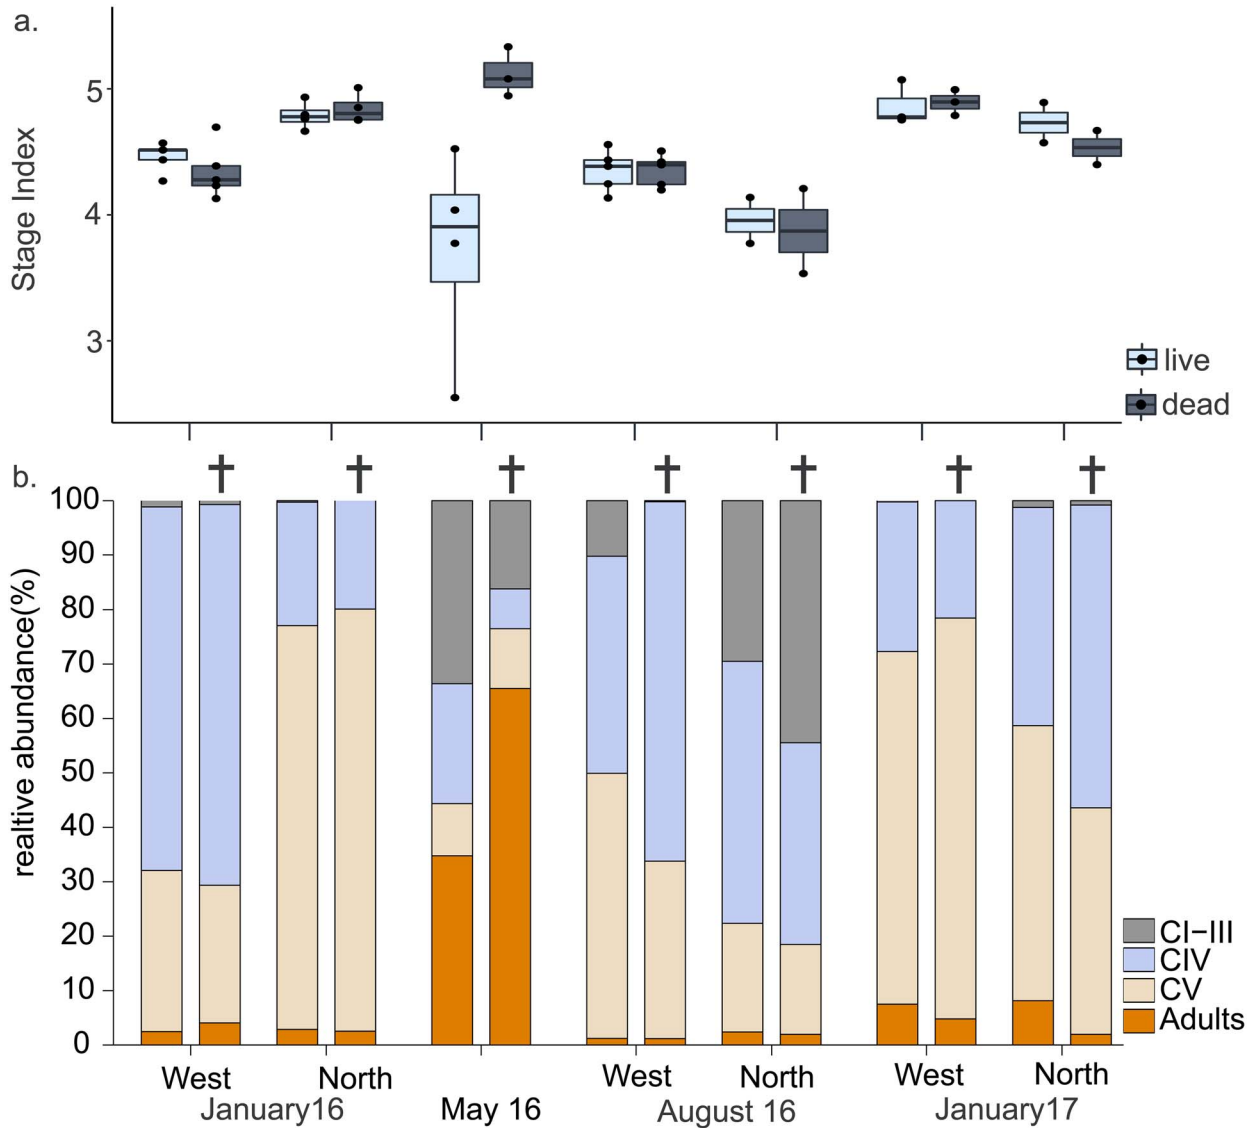 a.
Stage Index
5
4
3
live
dead
b.
† † † † † † †
realtive abundance(%)
100
90
80
70
60
50
40
30
20
10
0
CI–III
CIV
CV
Adults
West North West North West North
January16 May 16 August 16 January17